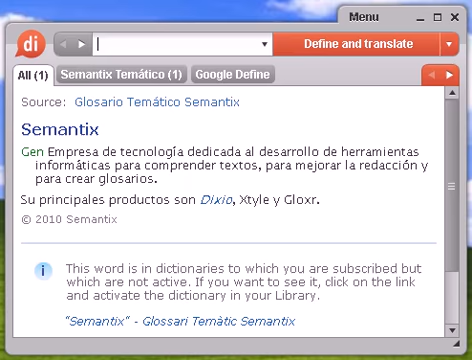 Menu
di
Define and translate
All (1) Semantix Temático (1) Google Define
Source: Glosario Temático Semantix
Semantix
Gen Empresa de tecnología dedicada al desarrollo de herramientas
informáticas para comprender textos, para mejorar la redacción y
para crear glosarios.
Su principales productos son Dixio, Xtyle y Gloxr.
© 2010 Semantix
i
This word is in dictionaries to which you are subscribed but
which are not active. If you want to see it, click on the link
and activate the dictionary in your Library.
"Semantix" - Glossari Temàtic Semantix